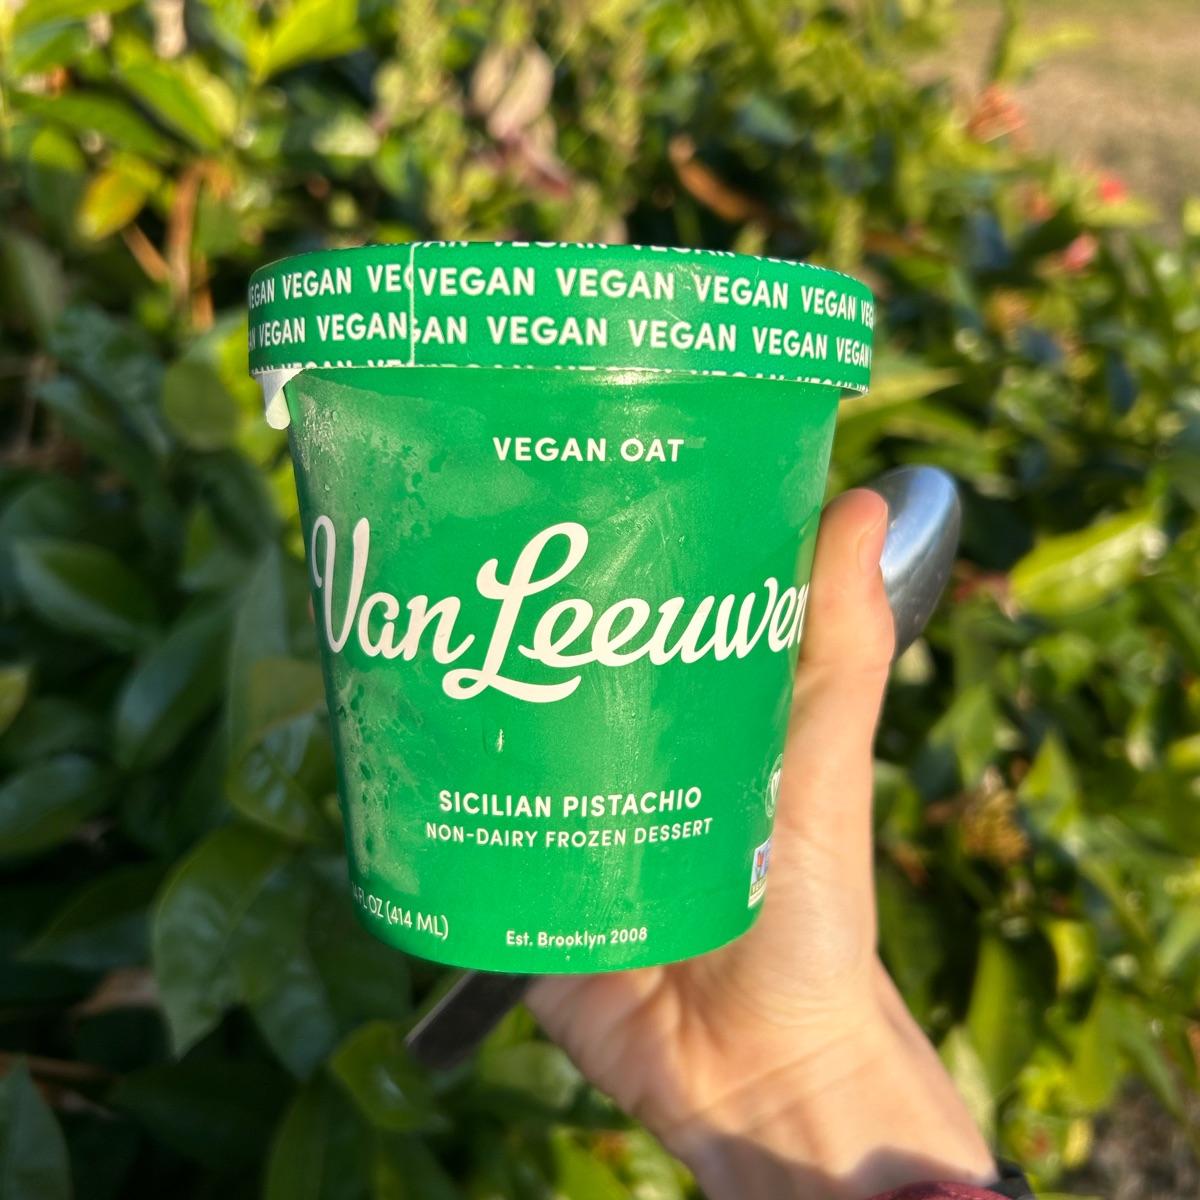 VEGAN VEGAN
VEGAN VEGAN VEGAN VEGAN VEGAN
VEGAN VEGAN VEGAN VEGAN VEGAN VEGAN
VEGAN OAT
Van Leeuwen
SICILIAN PISTACHIO
NON-DAIRY FROZEN DESSERT
FL OZ (414 ML)
Est. Brooklyn 2008